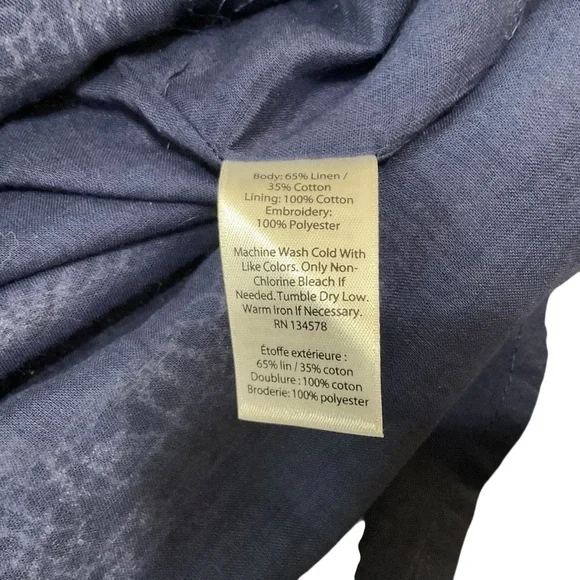 Body: 65% Linen /
35% Cotton
Lining: 100% Cotton
Embroidery:
100% Polyester
Machine Wash Cold With
Like Colors. Only Non-
Chlorine Bleach If
Needed. Tumble Dry Low.
Warm Iron If Necessary.
RN 134578
Étoffe extérieure :
65% lin / 35% coton
Doublure : 100% coton
Broderie: 100% polyester